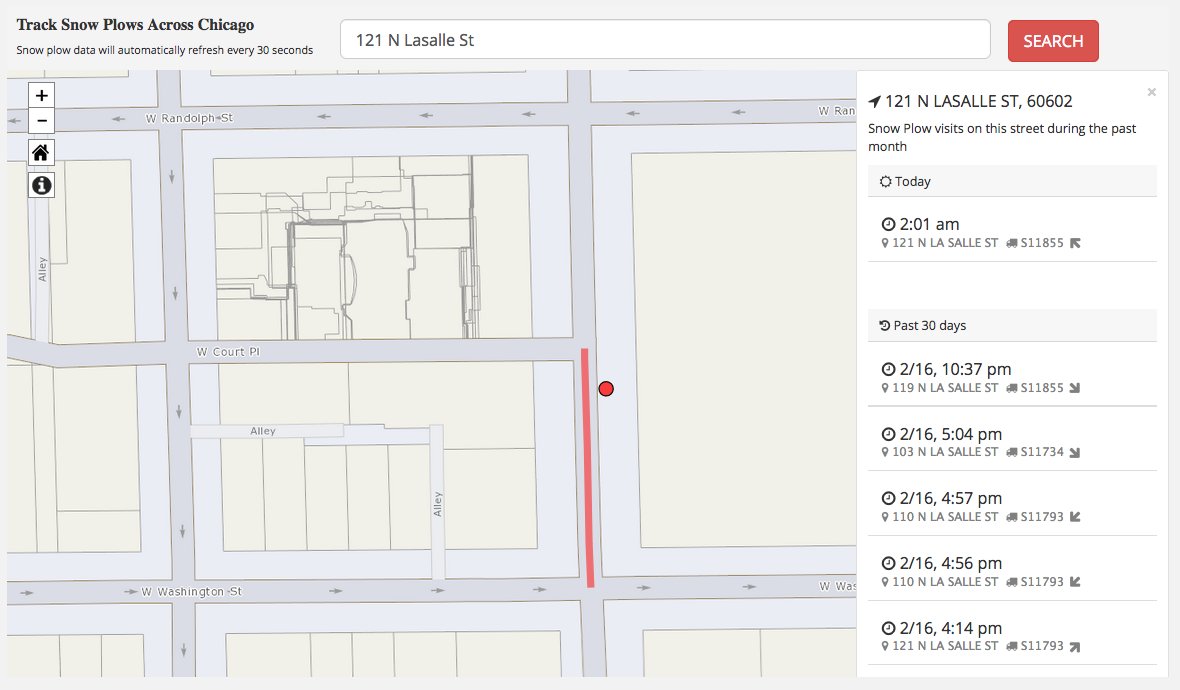 Track Snow Plows Across Chicago
Snow plow data will automatically refresh every 30 seconds
121 N Lasalle St
SEARCH
+
−
W Randolph St
W Ran
Alley
W Court Pl
Alley
Alley
W Washington St
W Was
121 N LASALLE ST, 60602
×
Snow Plow visits on this street during the past
month
Today
2:01 am
121 N LA SALLE ST S11855
Past 30 days
2/16, 10:37 pm
119 N LA SALLE ST S11855
2/16, 5:04 pm
103 N LA SALLE ST S11734
2/16, 4:57 pm
110 N LA SALLE ST S11793
2/16, 4:56 pm
110 N LA SALLE ST S11793
2/16, 4:14 pm
121 N LA SALLE ST S11793